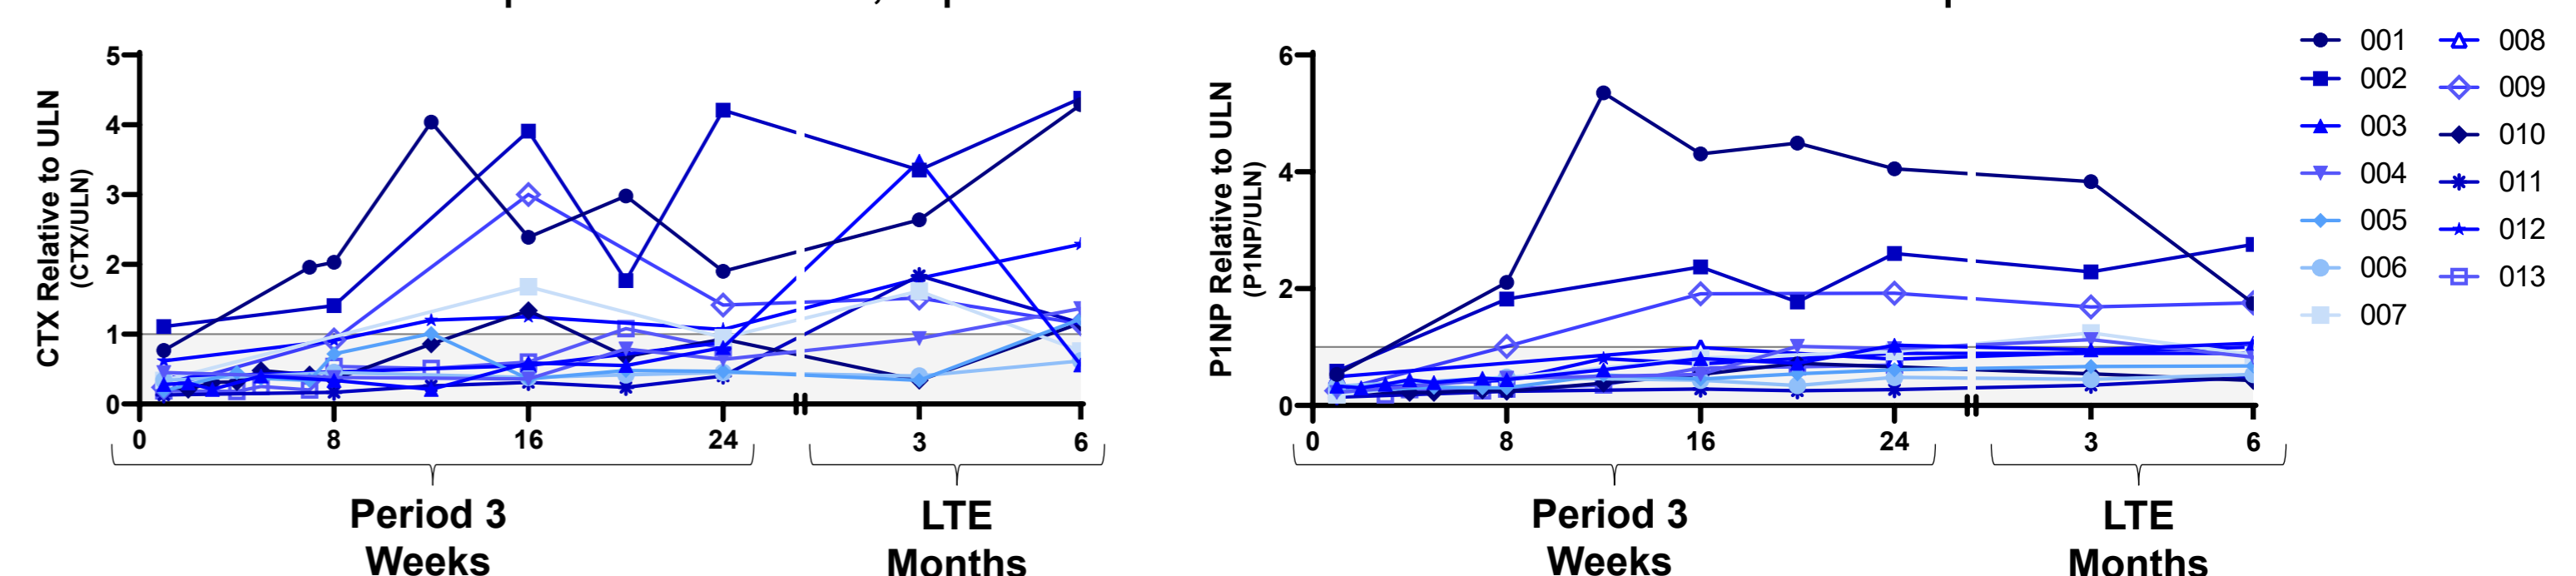 5
4
3
2
1
0
CTX Relative to ULN
(CTX/ULN)
0 8 16 24 3 6
Period 3
Weeks
LTE
Months
6
4
2
0
P1NP Relative to ULN
(P1NP/ULN)
0 8 16 24 3 6
Period 3
Weeks
LTE
Months
001
002
003
004
005
006
007
008
009
010
011
012
013